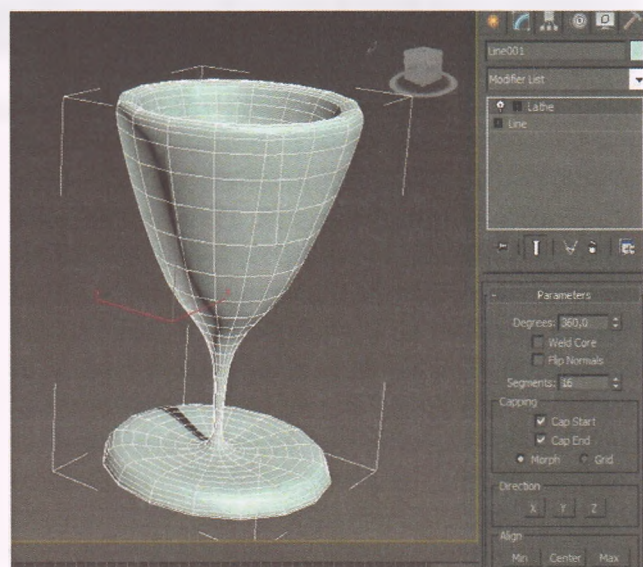 Line001
Modifier List
Lathe
Line
- Parameters
Degrees: 360,0
Weld Core
Flip Normals
Segments: 16
Capping
Cap Start
Cap End
Morph Grid
Direction
X Y Z
Align
Min Center Max